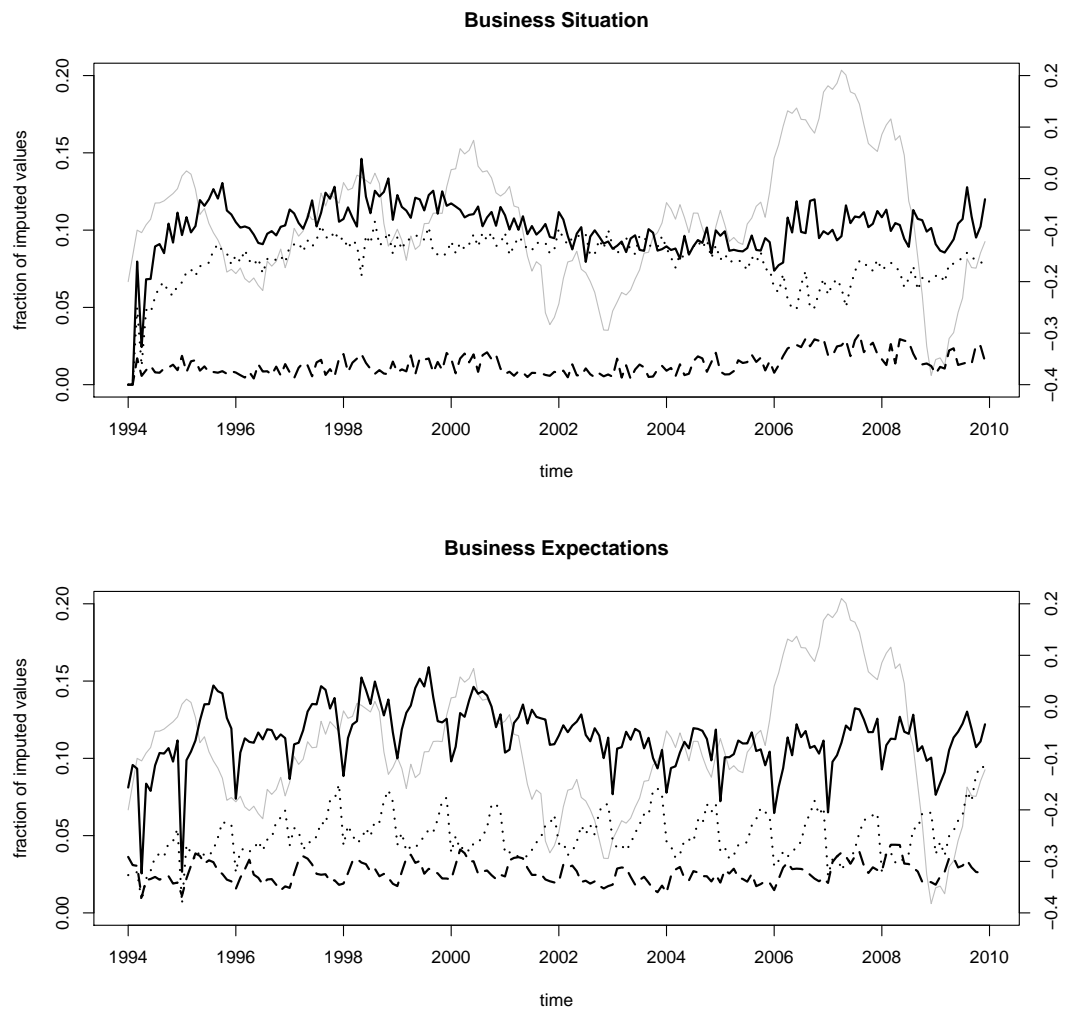 Business Situation
fraction of imputed values
0.00 0.05 0.10 0.15 0.20
−0.4 −0.3 −0.2 −0.1 0.0 0.1 0.2
1994 1996 1998 2000 2002 2004 2006 2008 2010
time
Business Expectations
fraction of imputed values
0.00 0.05 0.10 0.15 0.20
−0.4 −0.3 −0.2 −0.1 0.0 0.1 0.2
1994 1996 1998 2000 2002 2004 2006 2008 2010
time